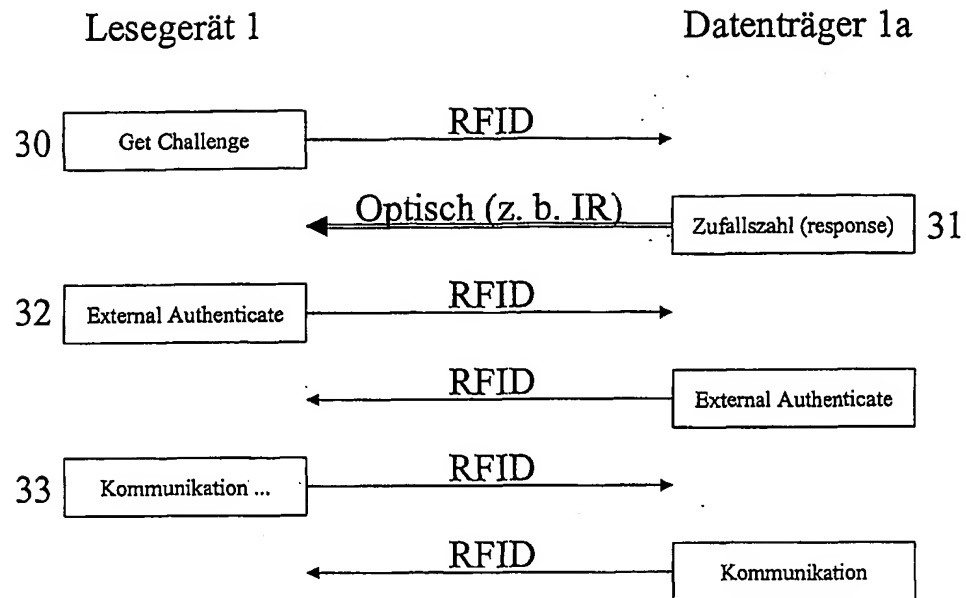 Lesegerät 1
Datenträger 1a
30
Get Challenge
RFID
Optisch (z. b. IR)
Zufallszahl (response)
31
32
External Authenticate
RFID
RFID
External Authenticate
33
Kommunikation ...
RFID
RFID
Kommunikation